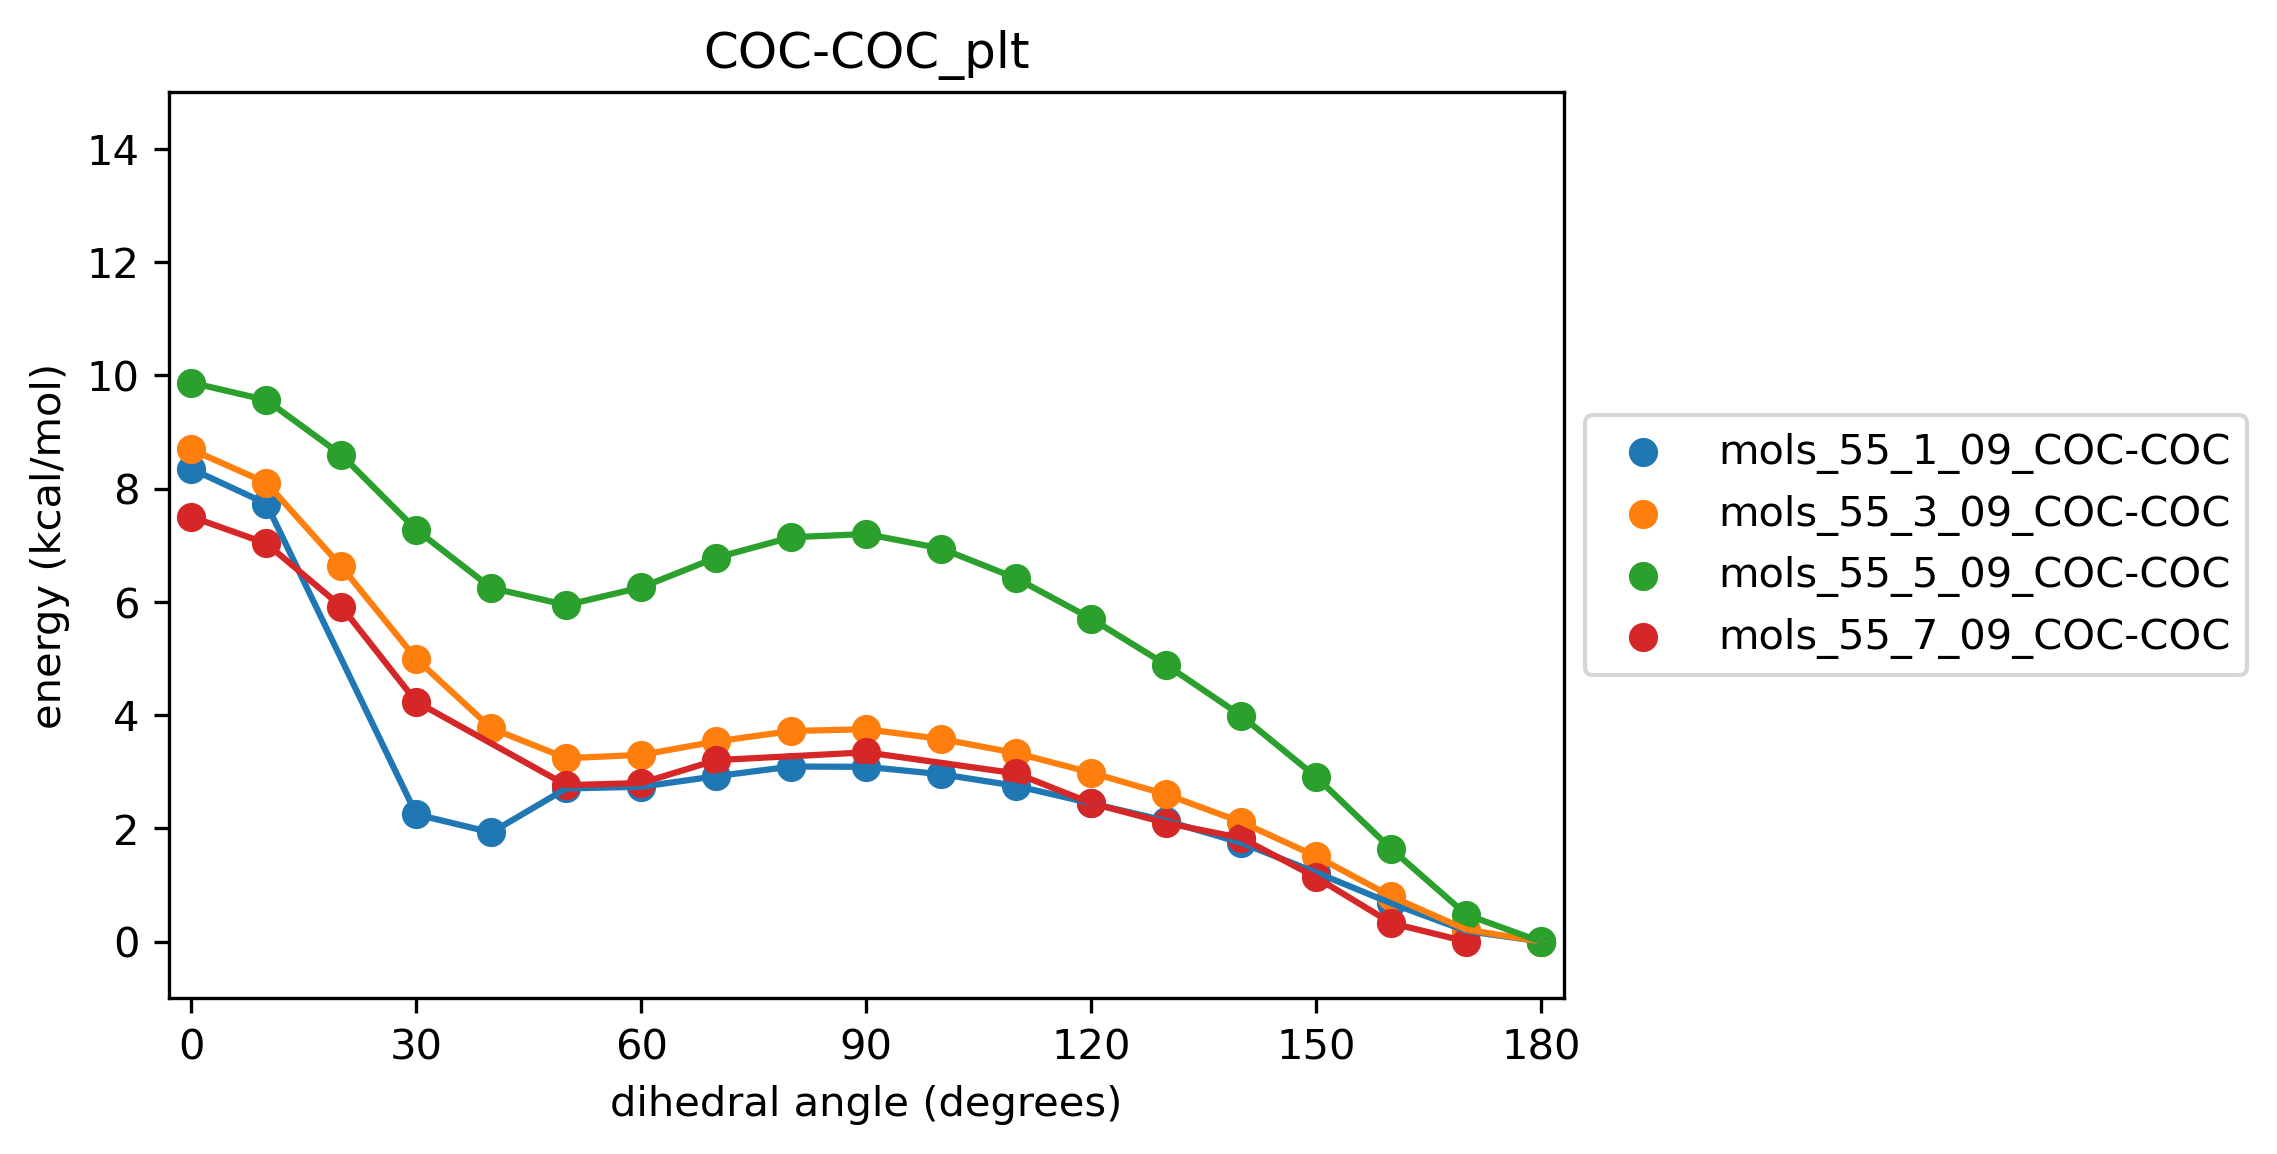 COC-COC_plt
14
12
10
8
6
4
2
0
energy (kcal/mol)
0 30 60 90 120 150 180
dihedral angle (degrees)
mols_55_1_09_COC-COC
mols_55_3_09_COC-COC
mols_55_5_09_COC-COC
mols_55_7_09_COC-COC